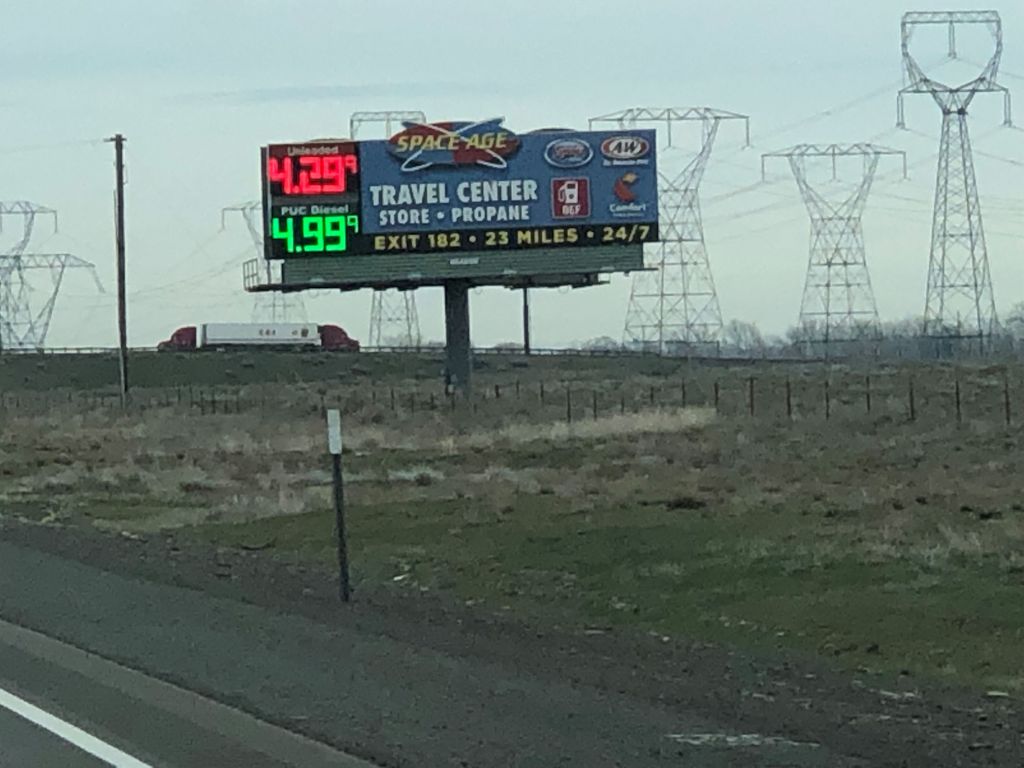 SPACE AGE
Unleaded
4.29⁹
PUC Diesel
4.99⁹
TRAVEL CENTER
STORE • PROPANE
EXIT 182 • 23 MILES • 24/7
A&W
DEF
Comfort